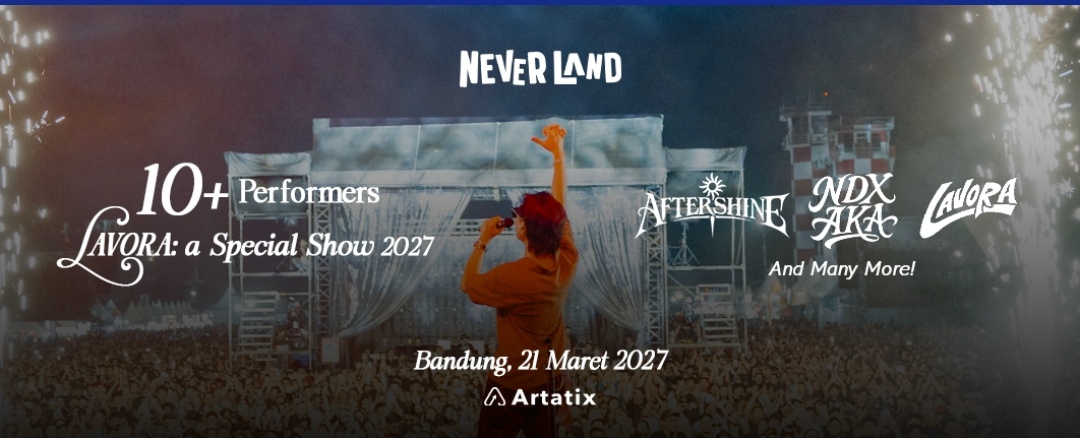 NEVER LAND
10+ Performers
LAVORA: a Special Show 2027
AFTERSHINE
NDX
AKA
LAVORA
And Many More!
Bandung, 21 Maret 2027
Artatix